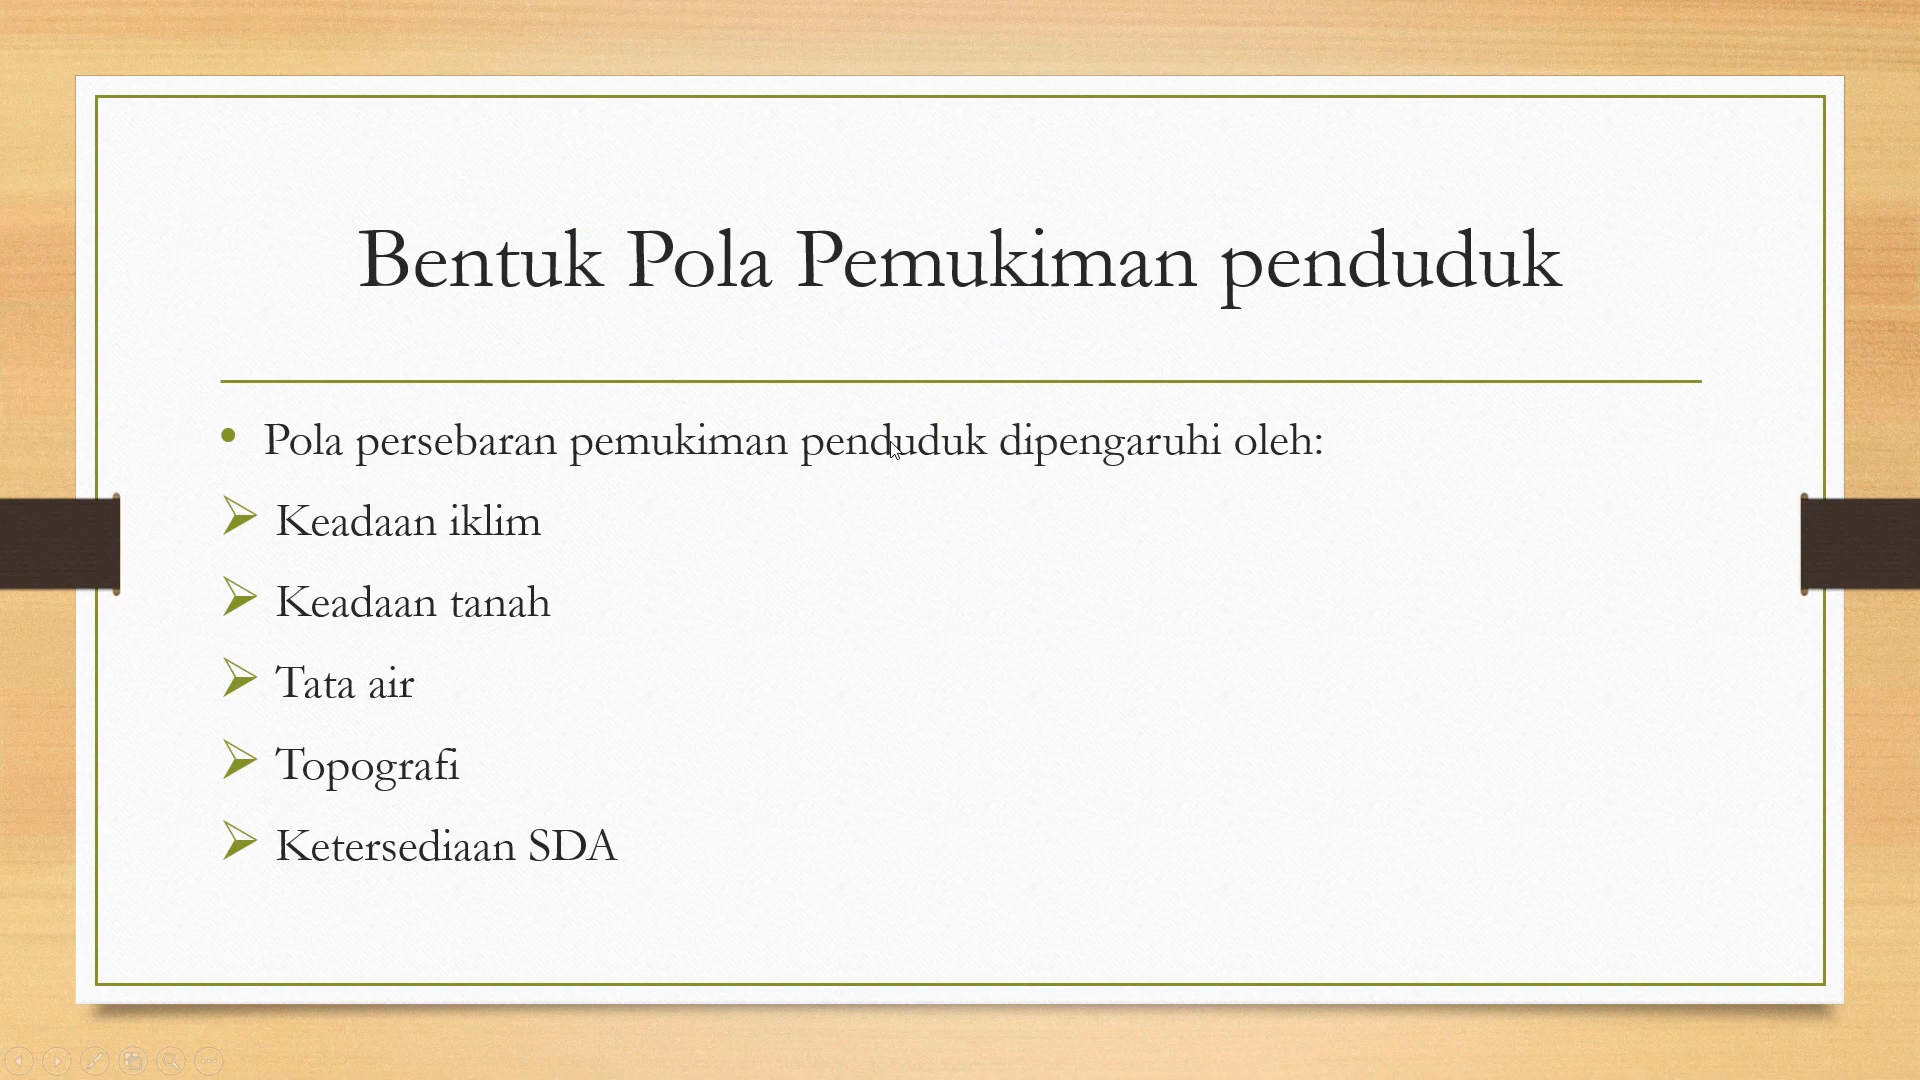 Bentuk Pola Pemukiman penduduk
• Pola persebaran pemukiman penduduk dipengaruhi oleh:
➢ Keadaan iklim
➢ Keadaan tanah
➢ Tata air
➢ Topografi
➢ Ketersediaan SDA